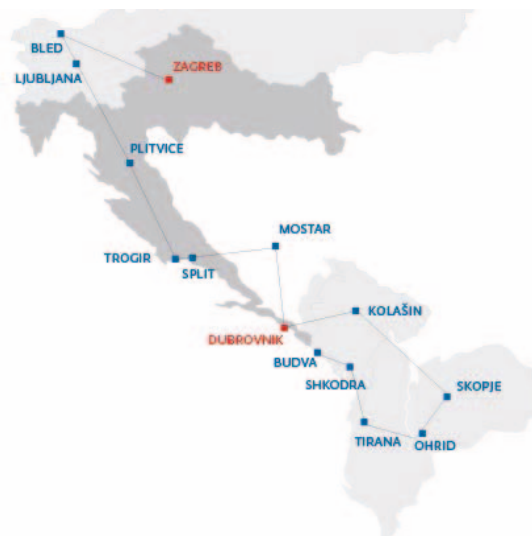 BLED
ZAGREB
LJUBLJANA
PLITVICE
MOSTAR
TROGIR
SPLIT
KOLAŠIN
DUBROVNIK
BUDVA
SHKODRA
SKOPJE
TIRANA
OHRID